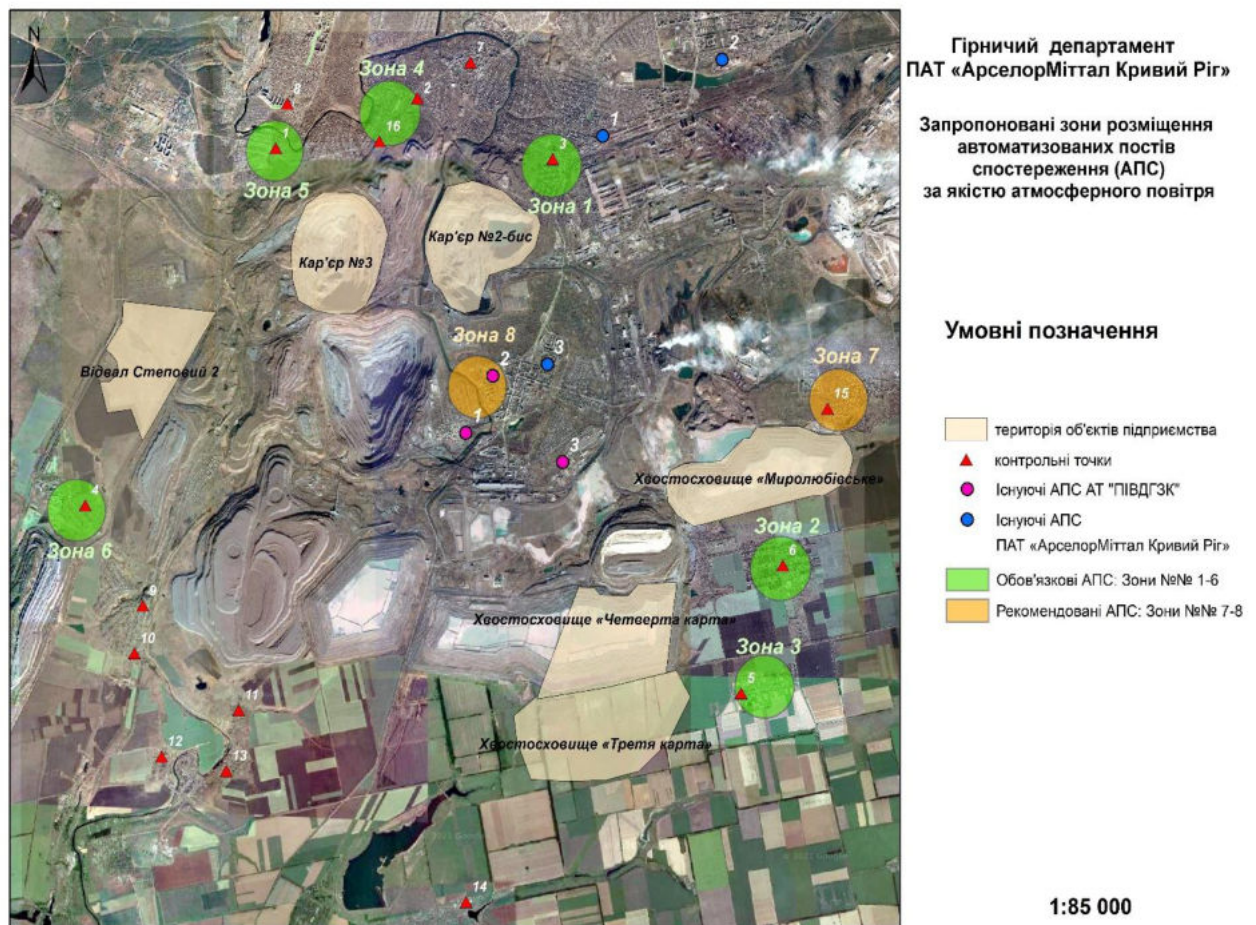 N
Гірничий департамент
ПАТ «АрселорМіттал Кривий Ріг»
Запропоновані зони розміщення
автоматизованих постів
спостереження (АПС)
за якістю атмосферного повітря
Умовні позначення
територія об'єктів підприємства
контрольні точки
Існуючі АПС АТ "ПІВДГЗК"
Існуючі АПС
ПАТ «АрселорМіттал Кривий Ріг»
Обов'язкові АПС: Зони №№ 1-6
Рекомендовані АПС: Зони №№ 7-8
1:85 000
2
7
Зона 4
2
8
1
1
16
3
Зона 5
Зона 1
Кар'єр №2-бис
Кар'єр №3
Зона 8
3
2
Зона 7
Відвал Степовий 2
15
1
3
Хвостосховище «Миролюбівське»
4
Зона 2
Зона 6
6
9
Хвостосховище «Четверта карта»
10
Зона 3
5
11
Хвостосховище «Третя карта»
12
13
14